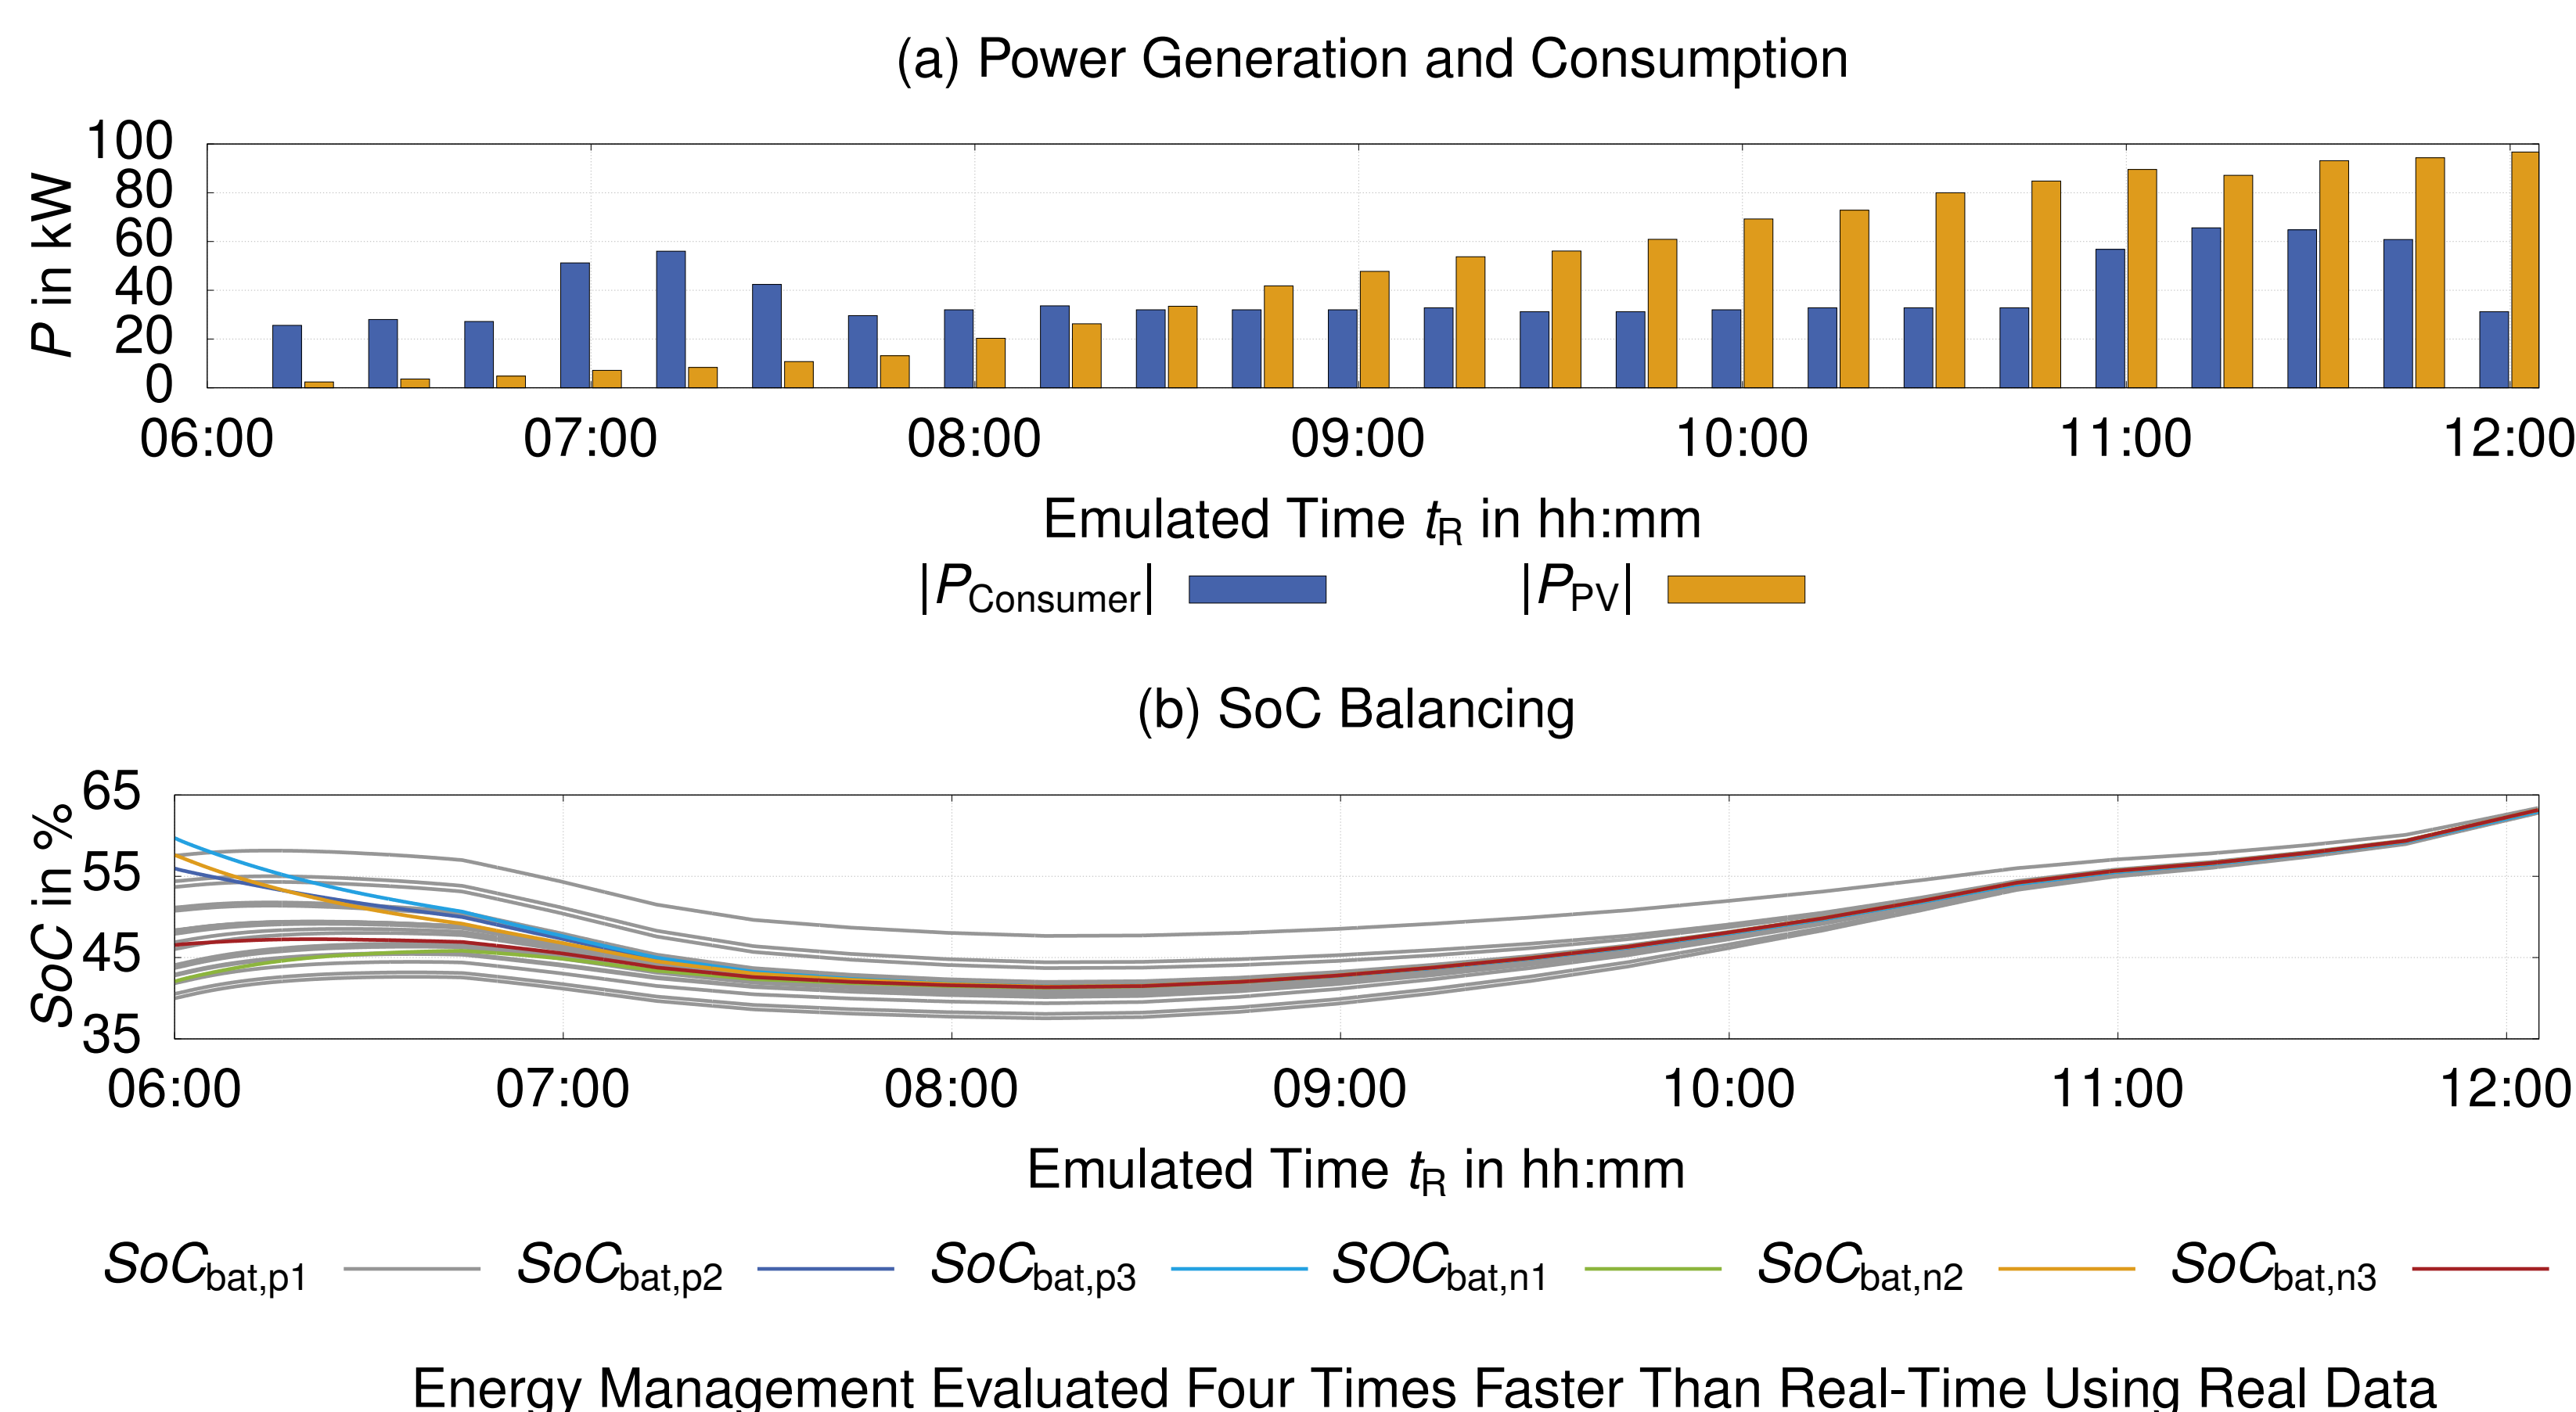 (a) Power Generation and Consumption
P in kW
100
80
60
40
20
0
06:00 07:00 08:00 09:00 10:00 11:00 12:00
Emulated Time tR in hh:mm
|PConsumer| |PPV|
(b) SoC Balancing
SoC in %
65
55
45
35
06:00 07:00 08:00 09:00 10:00 11:00 12:00
Emulated Time tR in hh:mm
SoCbat,p1 SoCbat,p2 SoCbat,p3 SOCbat,n1 SoCbat,n2 SoCbat,n3
Energy Management Evaluated Four Times Faster Than Real-Time Using Real Data